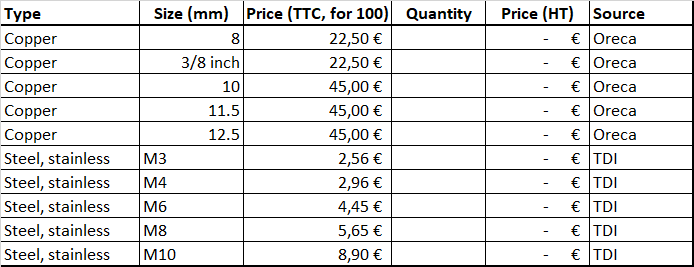 Type Size (mm) Price (TTC, for 100) Quantity Price (HT) Source
Copper 8 22,50 € - € Oreca
Copper 3/8 inch 22,50 € - € Oreca
Copper 10 45,00 € - € Oreca
Copper 11.5 45,00 € - € Oreca
Copper 12.5 45,00 € - € Oreca
Steel, stainless M3 2,56 € - € TDI
Steel, stainless M4 2,96 € - € TDI
Steel, stainless M6 4,45 € - € TDI
Steel, stainless M8 5,65 € - € TDI
Steel, stainless M10 8,90 € - € TDI